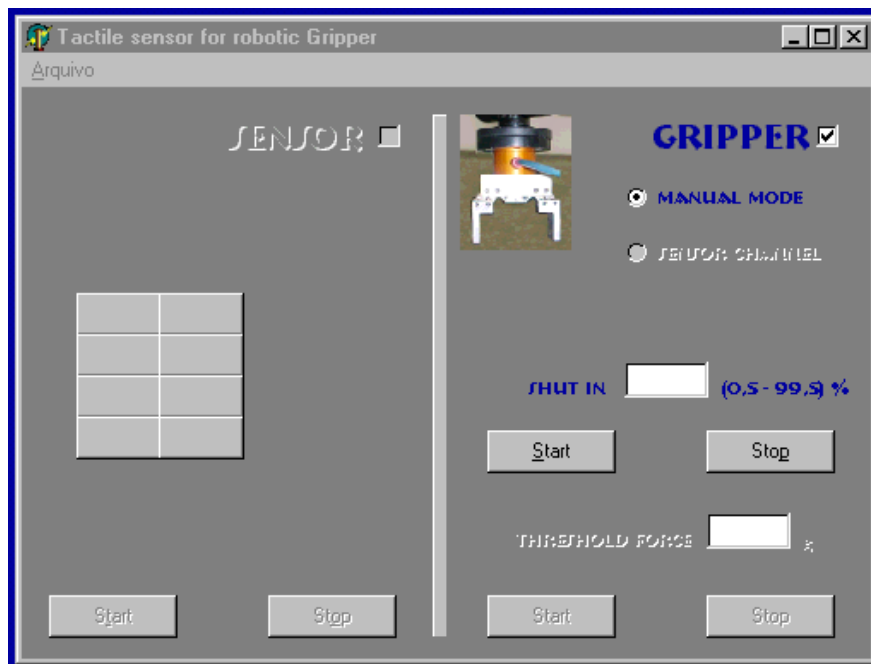 Tactile sensor for robotic Gripper
Arquivo
SENSOR
GRIPPER
MANUAL MODE
SENSOR CHANNEL
SHUT IN (0,5 - 99,5) %
Start Stop
THRESHOLD FORCE
Start Stop Start Stop